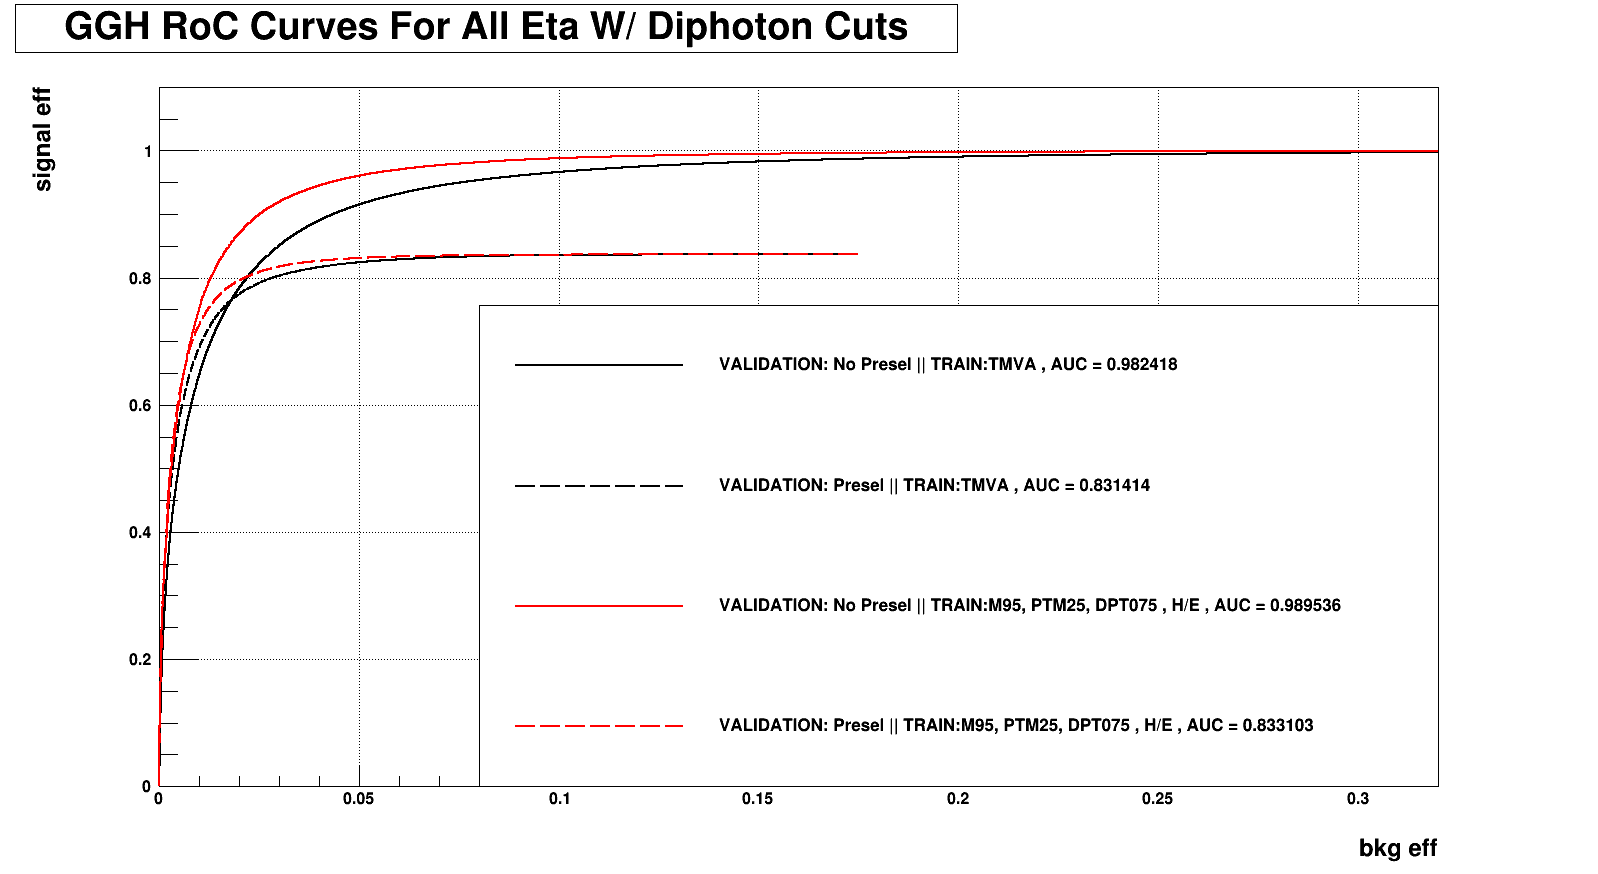 GGH RoC Curves For All Eta W/ Diphoton Cuts
signal eff
1
0.8
0.6
0.4
0.2
0
VALIDATION: No Presel || TRAIN:TMVA , AUC = 0.982418
VALIDATION: Presel || TRAIN:TMVA , AUC = 0.831414
VALIDATION: No Presel || TRAIN:M95, PTM25, DPT075 , H/E , AUC = 0.989536
VALIDATION: Presel || TRAIN:M95, PTM25, DPT075 , H/E , AUC = 0.833103
0 0.05 0.1 0.15 0.2 0.25 0.3
bkg eff